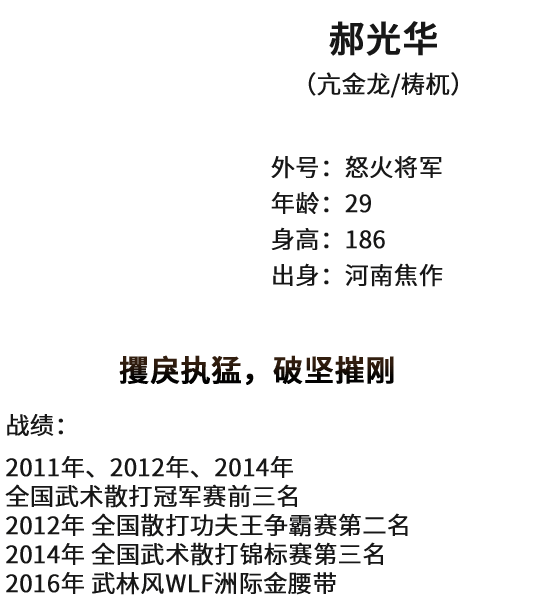 郝光华
（亢金龙/梼杌）
外号：怒火将军
年龄：29
身高：186
出身：河南焦作
攫戾执猛，破坚摧刚
战绩：
2011年、2012年、2014年
全国武术散打冠军赛前三名
2012年 全国散打功夫王争霸赛第二名
2014年 全国武术散打锦标赛第三名
2016年 武林风WLF洲际金腰带